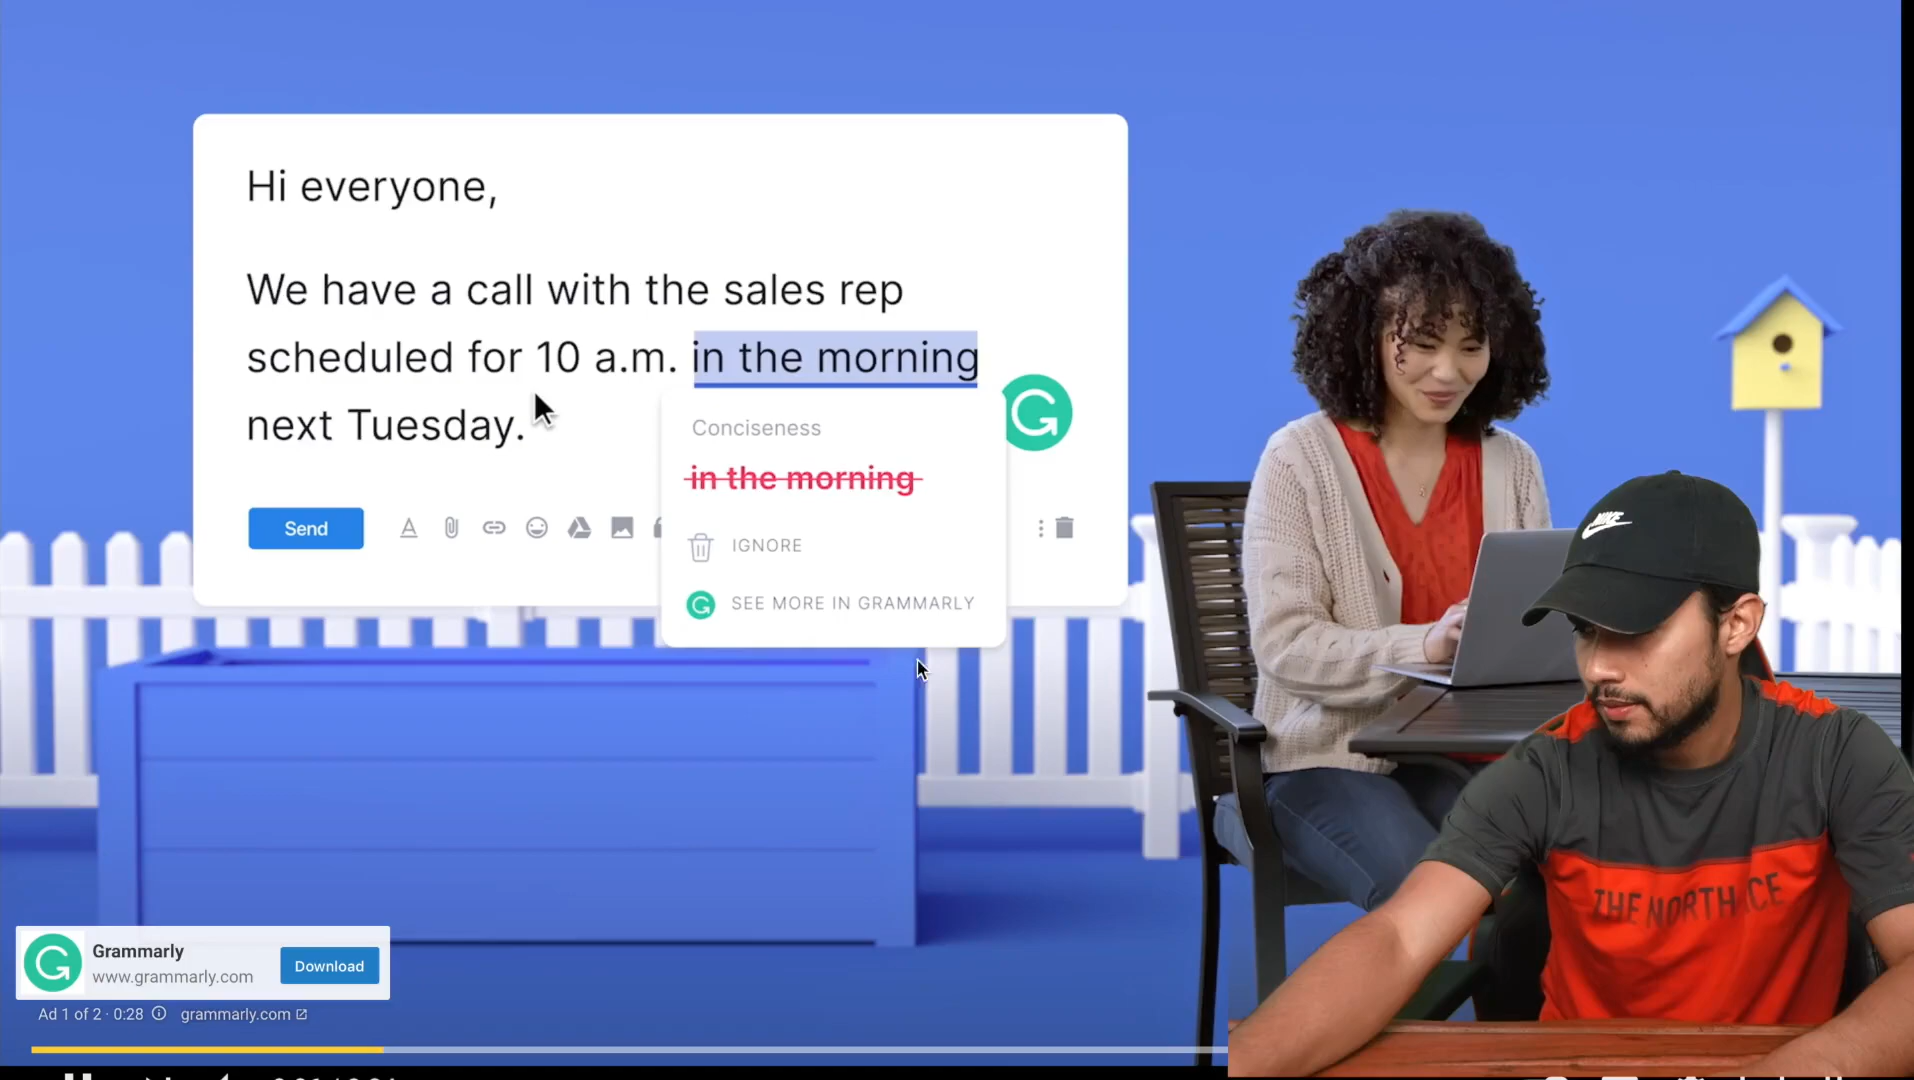 Hi everyone,
We have a call with the sales rep
scheduled for 10 a.m. in the morning
next Tuesday.
Conciseness
in the morning
IGNORE
SEE MORE IN GRAMMARLY
Send
NIKE
THE NORTH
Grammarly
www.grammarly.com
Download
Ad 1 of 2 · 0:28
grammarly.com